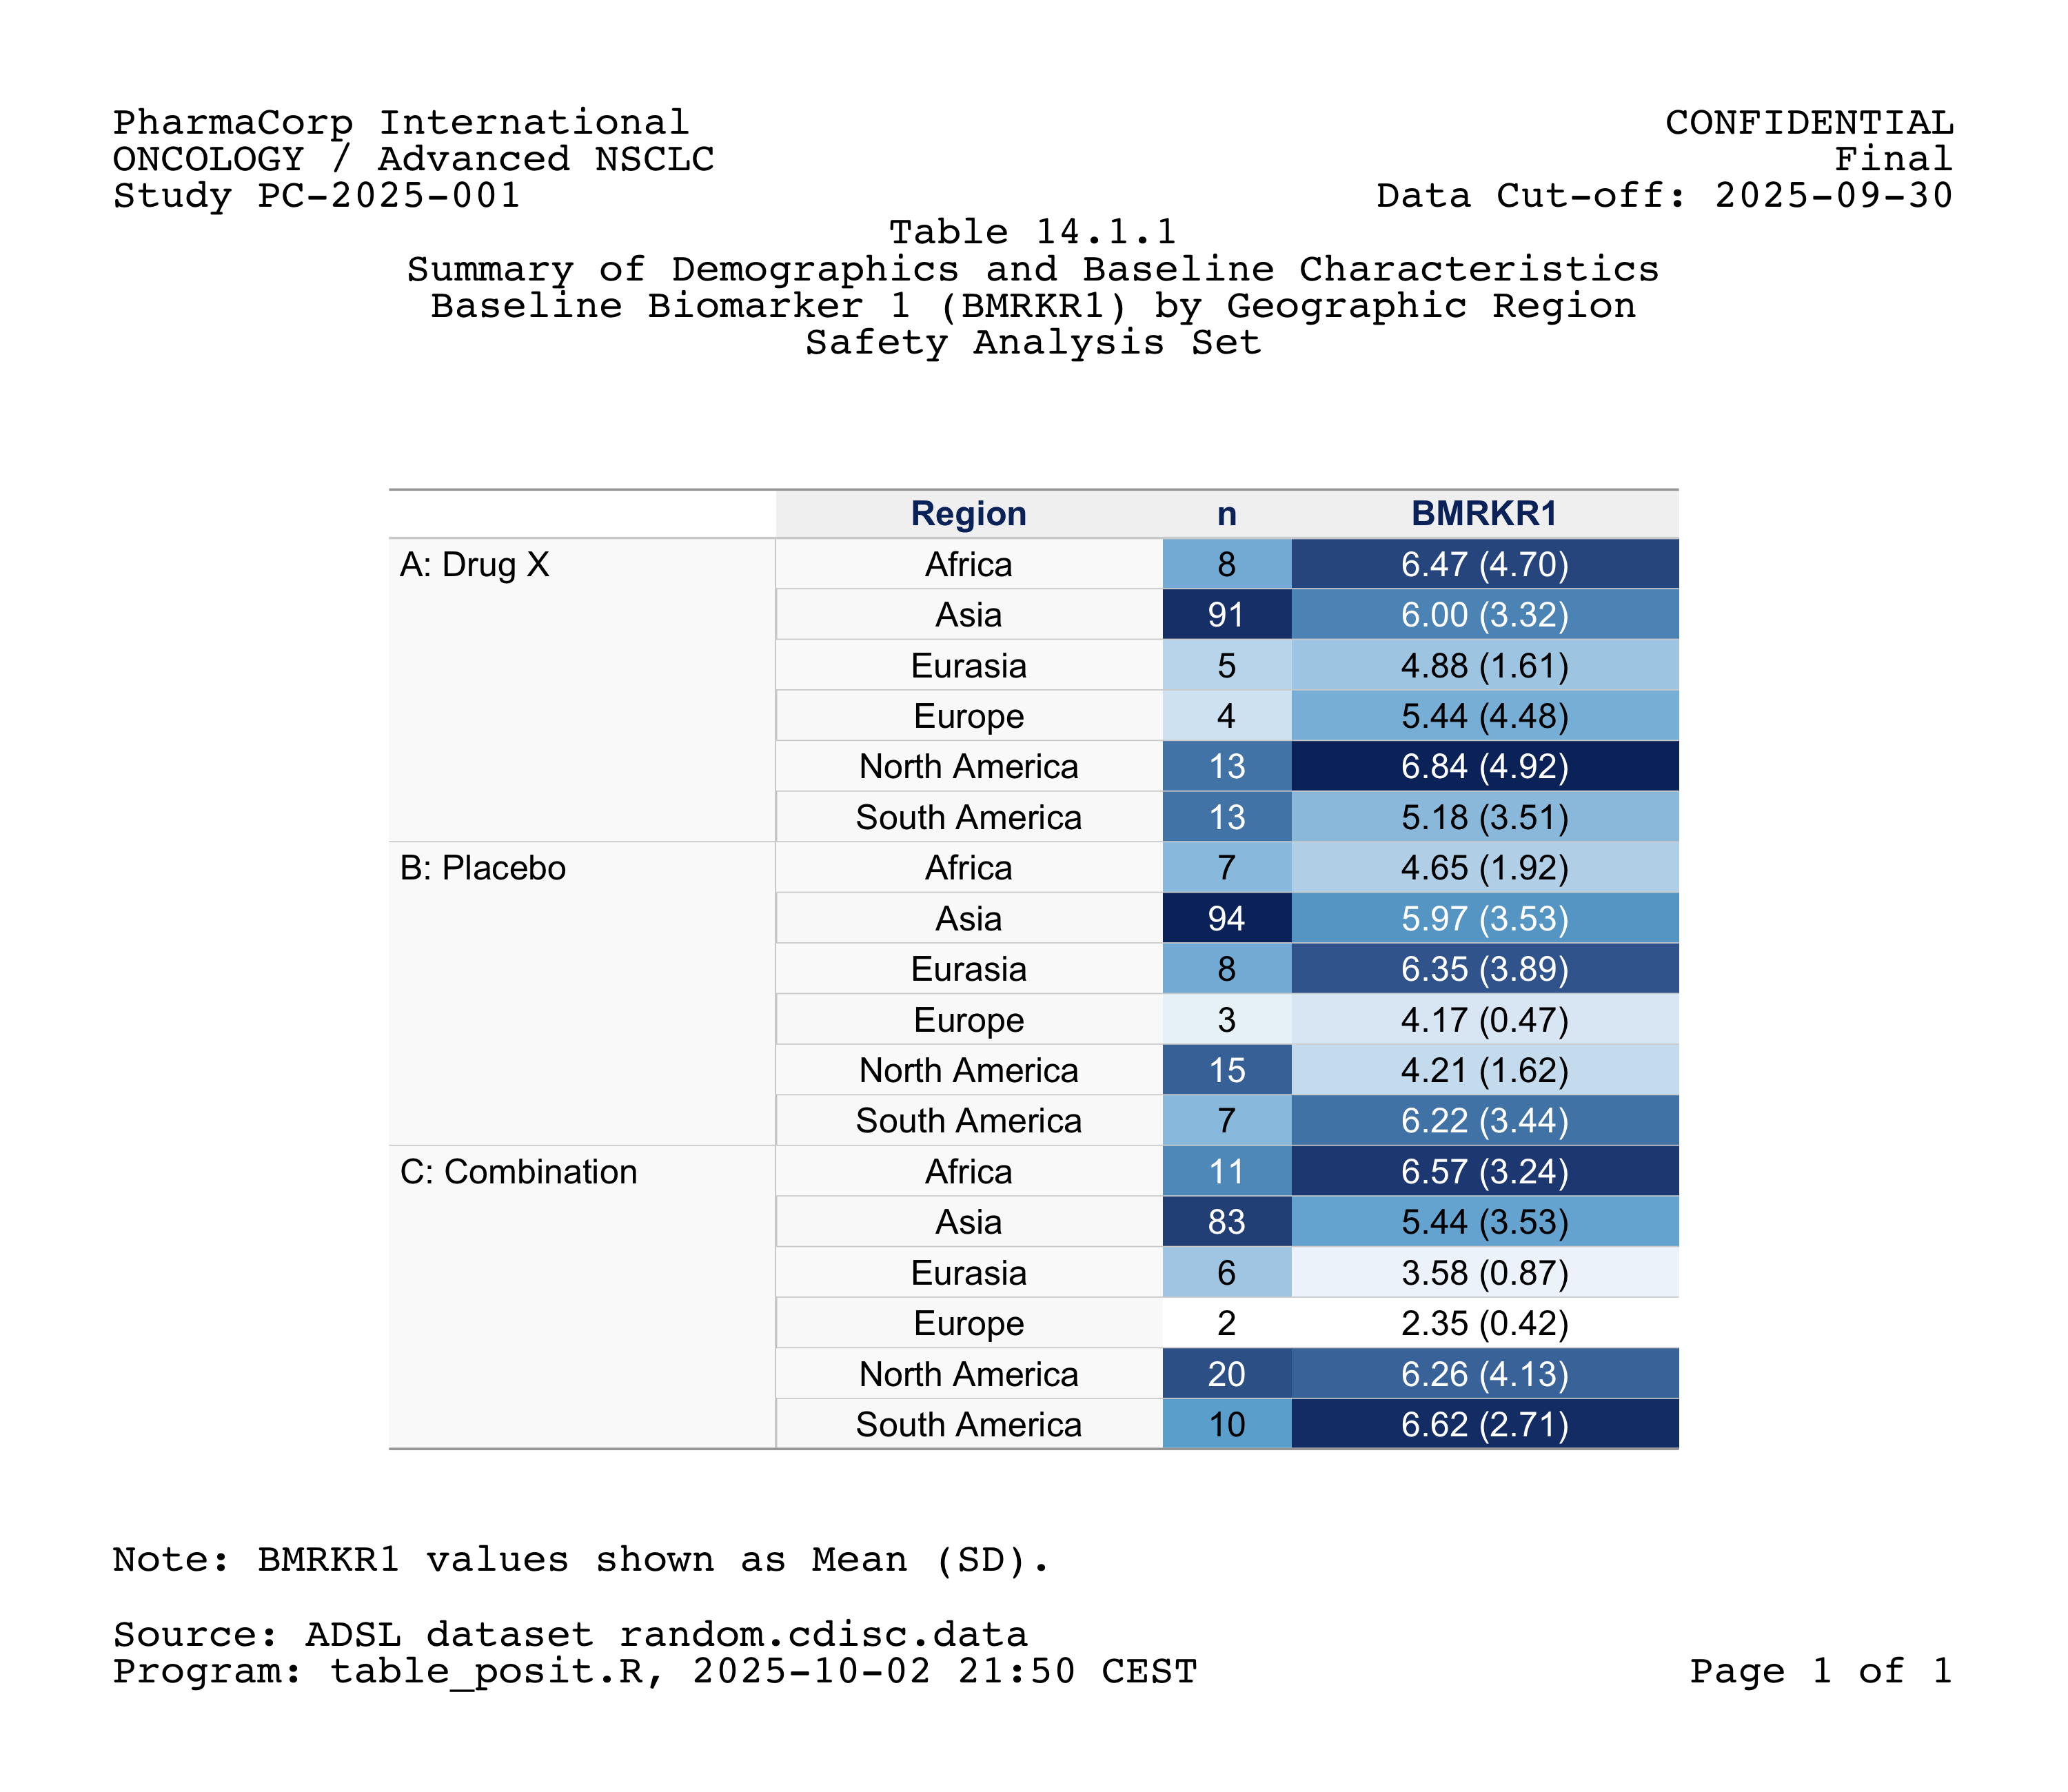 PharmaCorp International CONFIDENTIAL
ONCOLOGY / Advanced NSCLC Final
Study PC-2025-001 Data Cut-off: 2025-09-30
Table 14.1.1
Summary of Demographics and Baseline Characteristics
Baseline Biomarker 1 (BMRKR1) by Geographic Region
Safety Analysis Set
Region n BMRKR1
A: Drug X Africa 8 6.47 (4.70)
Asia 91 6.00 (3.32)
Eurasia 5 4.88 (1.61)
Europe 4 5.44 (4.48)
North America 13 6.84 (4.92)
South America 13 5.18 (3.51)
B: Placebo Africa 7 4.65 (1.92)
Asia 94 5.97 (3.53)
Eurasia 8 6.35 (3.89)
Europe 3 4.17 (0.47)
North America 15 4.21 (1.62)
South America 7 6.22 (3.44)
C: Combination Africa 11 6.57 (3.24)
Asia 83 5.44 (3.53)
Eurasia 6 3.58 (0.87)
Europe 2 2.35 (0.42)
North America 20 6.26 (4.13)
South America 10 6.62 (2.71)
Note: BMRKR1 values shown as Mean (SD).
Source: ADSL dataset random.cdisc.data
Program: table_posit.R, 2025-10-02 21:50 CEST Page 1 of 1